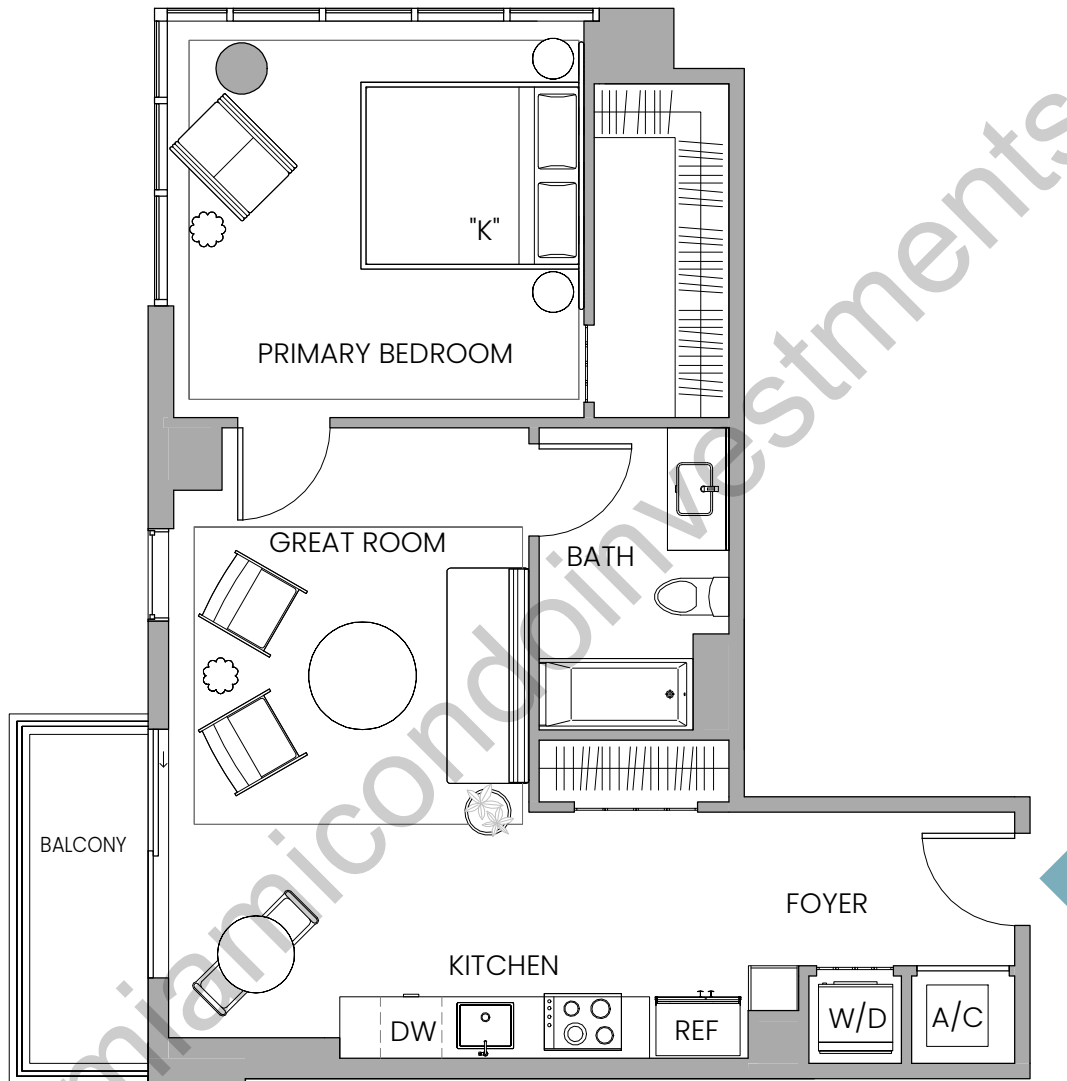 "K"
PRIMARY BEDROOM
GREAT ROOM
BATH
BALCONY
FOYER
KITCHEN
DW
REF
W/D
A/C
miamicondoinvestments